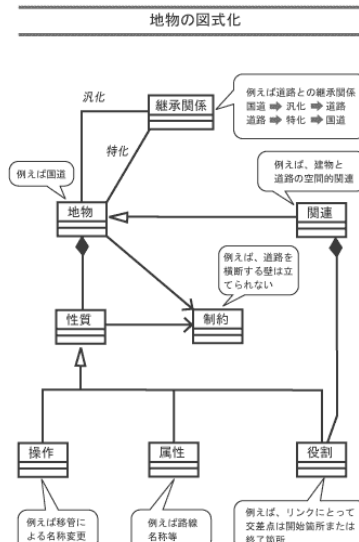 地物の図式化
汎化
継承関係
例えば道路との継承関係
国道 ➡ 汎化 ➡ 道路
道路 ➡ 特化 ➡ 国道
特化
例えば国道
例えば、建物と
道路の空間的関連
地物
関連
例えば、道路を
横断する壁は立
てられない
性質
制約
操作
属性
役割
例えば移管に
よる名称変更
例えば路線
名称等
例えば、リンクにとって
交差点は開始箇所または
終了箇所